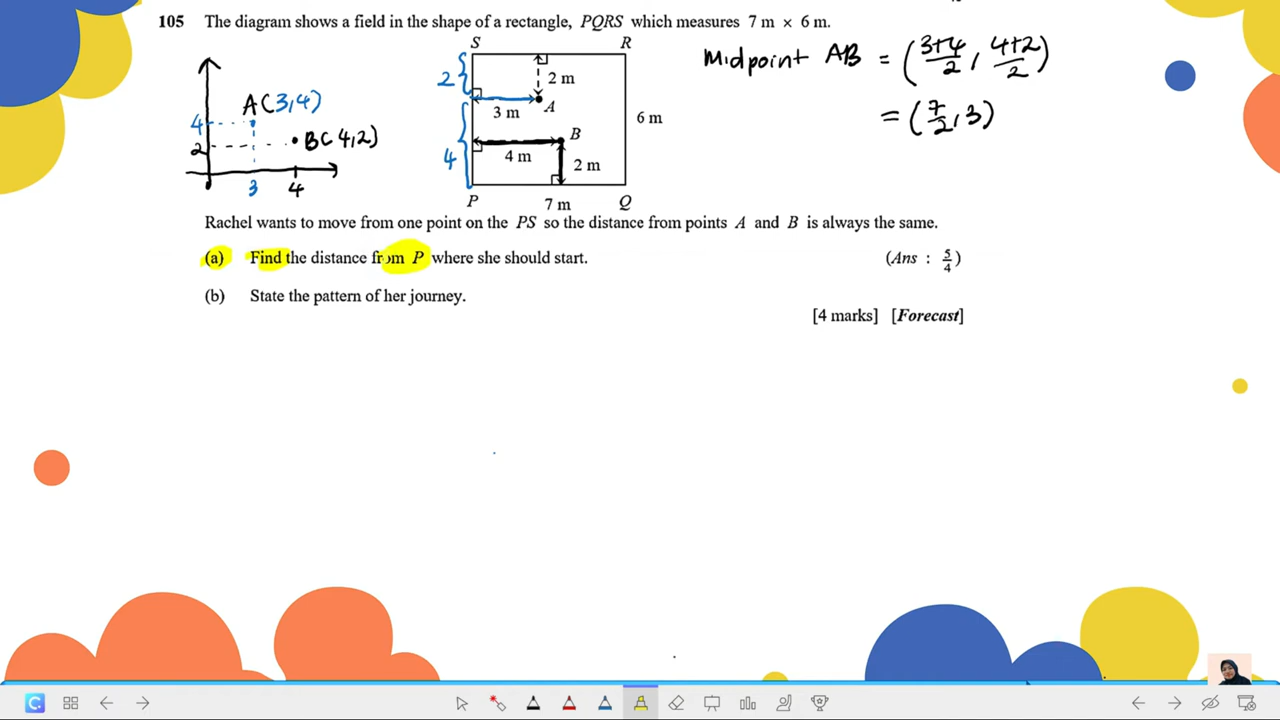 105 The diagram shows a field in the shape of a rectangle, PQRS which measures 7 m × 6 m.
Midpoint AB = (3+4/2, 4+2/2)
= (7/2, 3)
A(3,4)
B(4,2)
4
2
3
4
S
R
2
2 m
3 m
A
6 m
B
4
4 m
2 m
P
7 m
Q
Rachel wants to move from one point on the PS so the distance from points A and B is always the same.
(a) Find the distance from P where she should start. (Ans : 5/4)
(b) State the pattern of her journey.
[4 marks] [Forecast]